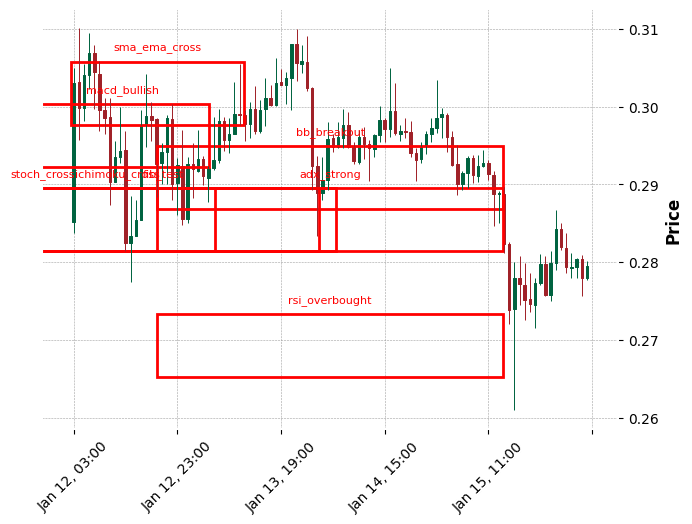 0.31
sma_ema_cross
macd_bullish
0.30
bb_breakout
stoch_cross
adx_strong
0.29
Price
0.28
rsi_overbought
0.27
0.26
Jan 12, 03:00
Jan 12, 23:00
Jan 13, 19:00
Jan 14, 15:00
Jan 15, 11:00